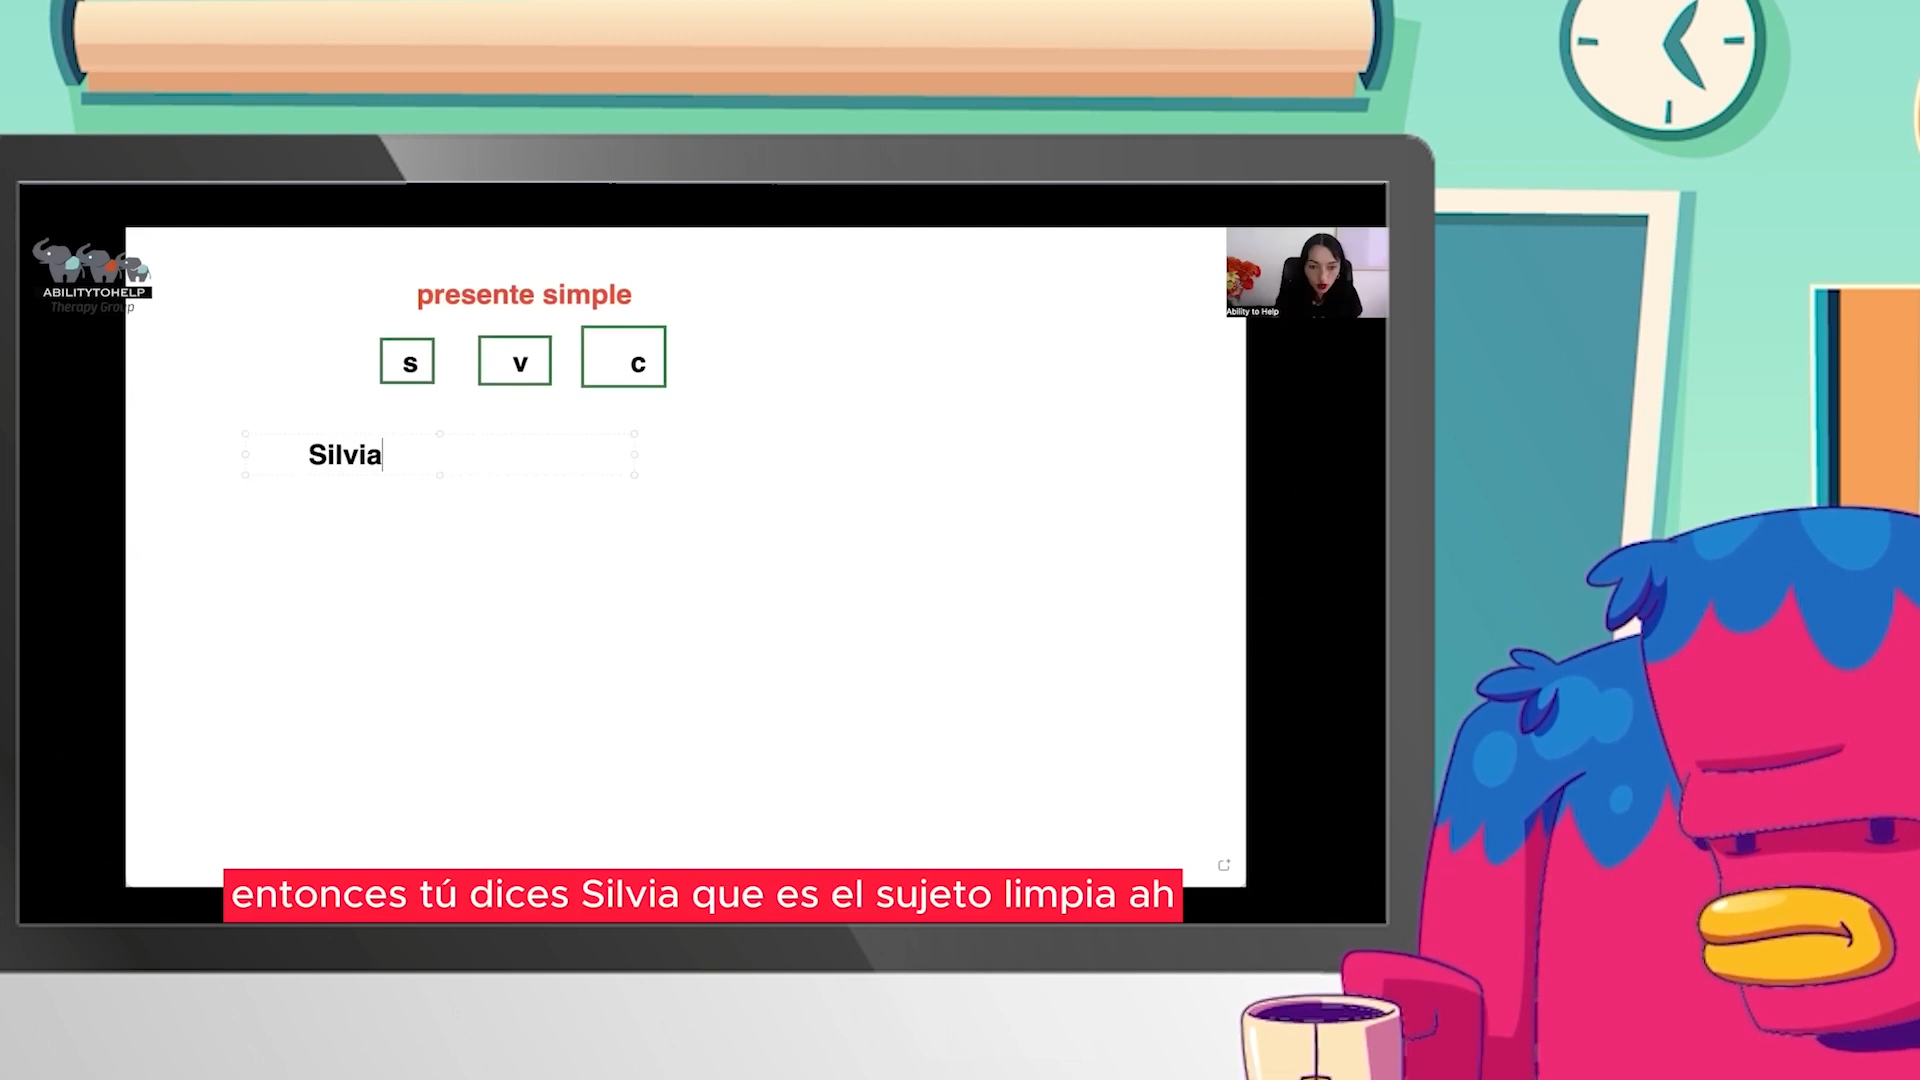 ABILITYTOHELP
Therapy Group
presente simple
s v c
Silvia
Ability to Help
entonces tú dices Silvia que es el sujeto limpia ah